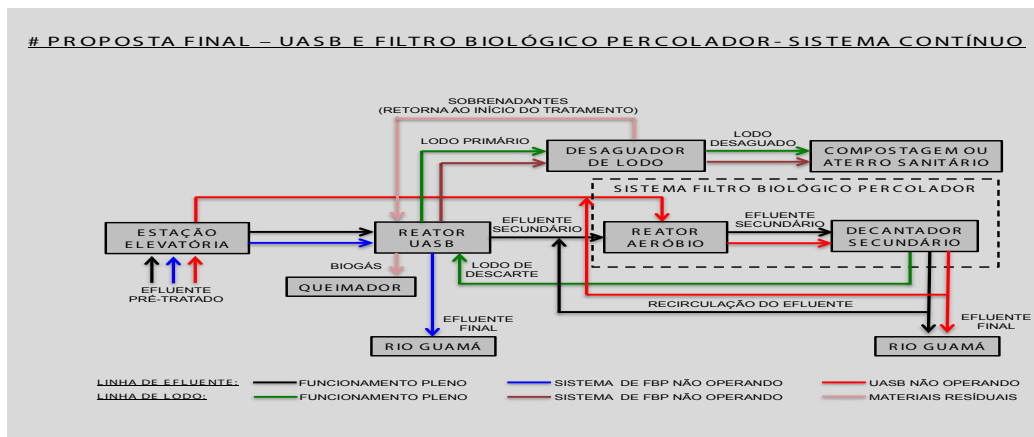 # PROPOSTA FINAL – UASB E FILTRO BIOLÓGICO PERCOLADOR- SISTEMA CONTÍNUO
SOBRENADANTES
(RETORNA AO INÍCIO DO TRATAMENTO)
LODO PRIMÁRIO
DESAGUADOR
DE LODO
LODO
DESAGUADO
COMPOSTAGEM OU
ATERRO SANITÁRIO
SISTEMA FILTRO BIOLÓGICO PERCOLADOR
ESTAÇÃO
ELEVATÓRIA
REATOR
UASB
EFLUENTE
SECUNDÁRIO
REATOR
AERÓBIO
EFLUENTE
SECUNDÁRIO
DECANTADOR
SECUNDÁRIO
EFLUENTE
PRÉ-TRATADO
BIOGÁS
QUEIMADOR
LODO DE
DESCARTE
RECIRCULAÇÃO DO EFLUENTE
EFLUENTE
FINAL
RIO GUAMÁ
EFLUENTE
FINAL
RIO GUAMÁ
LINHA DE EFLUENTE: FUNCIONAMENTO PLENO SISTEMA DE FBP NÃO OPERANDO UASB NÃO OPERANDO
LINHA DE LODO: FUNCIONAMENTO PLENO SISTEMA DE FBP NÃO OPERANDO MATERIAIS RESÍDUAIS